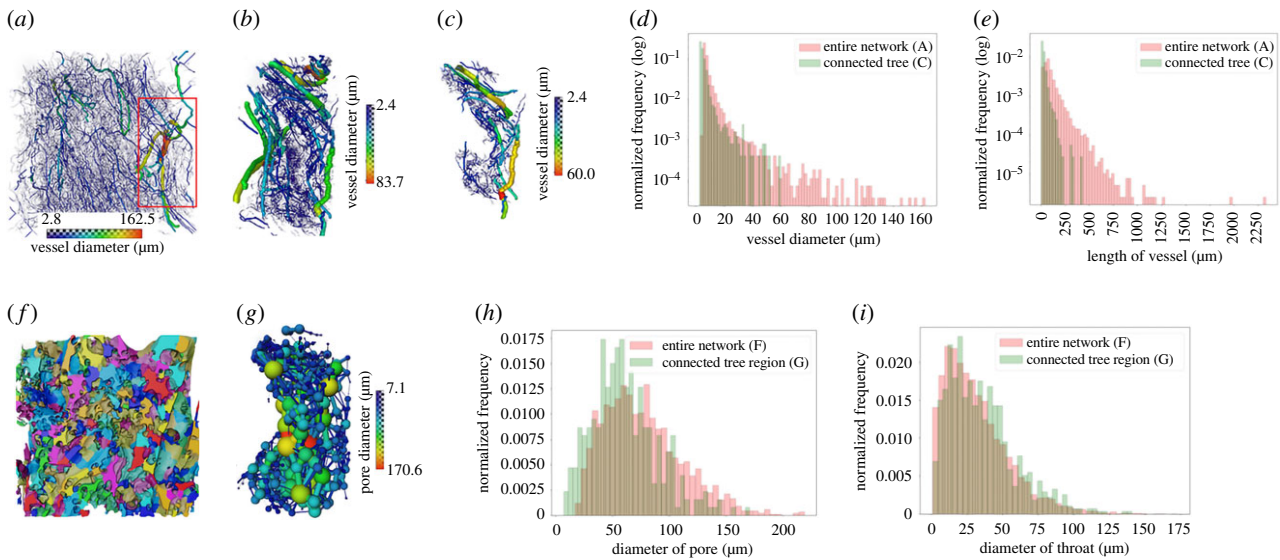 (a)
2.8 162.5
vessel diameter (µm)
(b)
vessel diameter (µm)
2.4
83.7
(c)
vessel diameter (µm)
2.4
60.0
(d)
normalized frequency (log)
10⁻¹
10⁻²
10⁻³
10⁻⁴
entire network (A)
connected tree (C)
0 20 40 60 80 100 120 140 160
vessel diameter (µm)
(e)
normalized frequency (log)
10⁻²
10⁻³
10⁻⁴
10⁻⁵
entire network (A)
connected tree (C)
0 250 500 750 1000 1250 1500 1750 2000 2250
length of vessel (µm)
(f)
(g)
pore diameter (µm)
7.1
170.6
(h)
normalized frequency
0.0175
0.0150
0.0125
0.0100
0.0075
0.0050
0.0025
0
entire network (F)
connected tree region (G)
0 50 100 150 200
diameter of pore (µm)
(i)
normalized frequency
0.020
0.015
0.010
0.005
0
entire network (F)
connected tree region (G)
0 25 50 75 100 125 150 175
diameter of throat (µm)